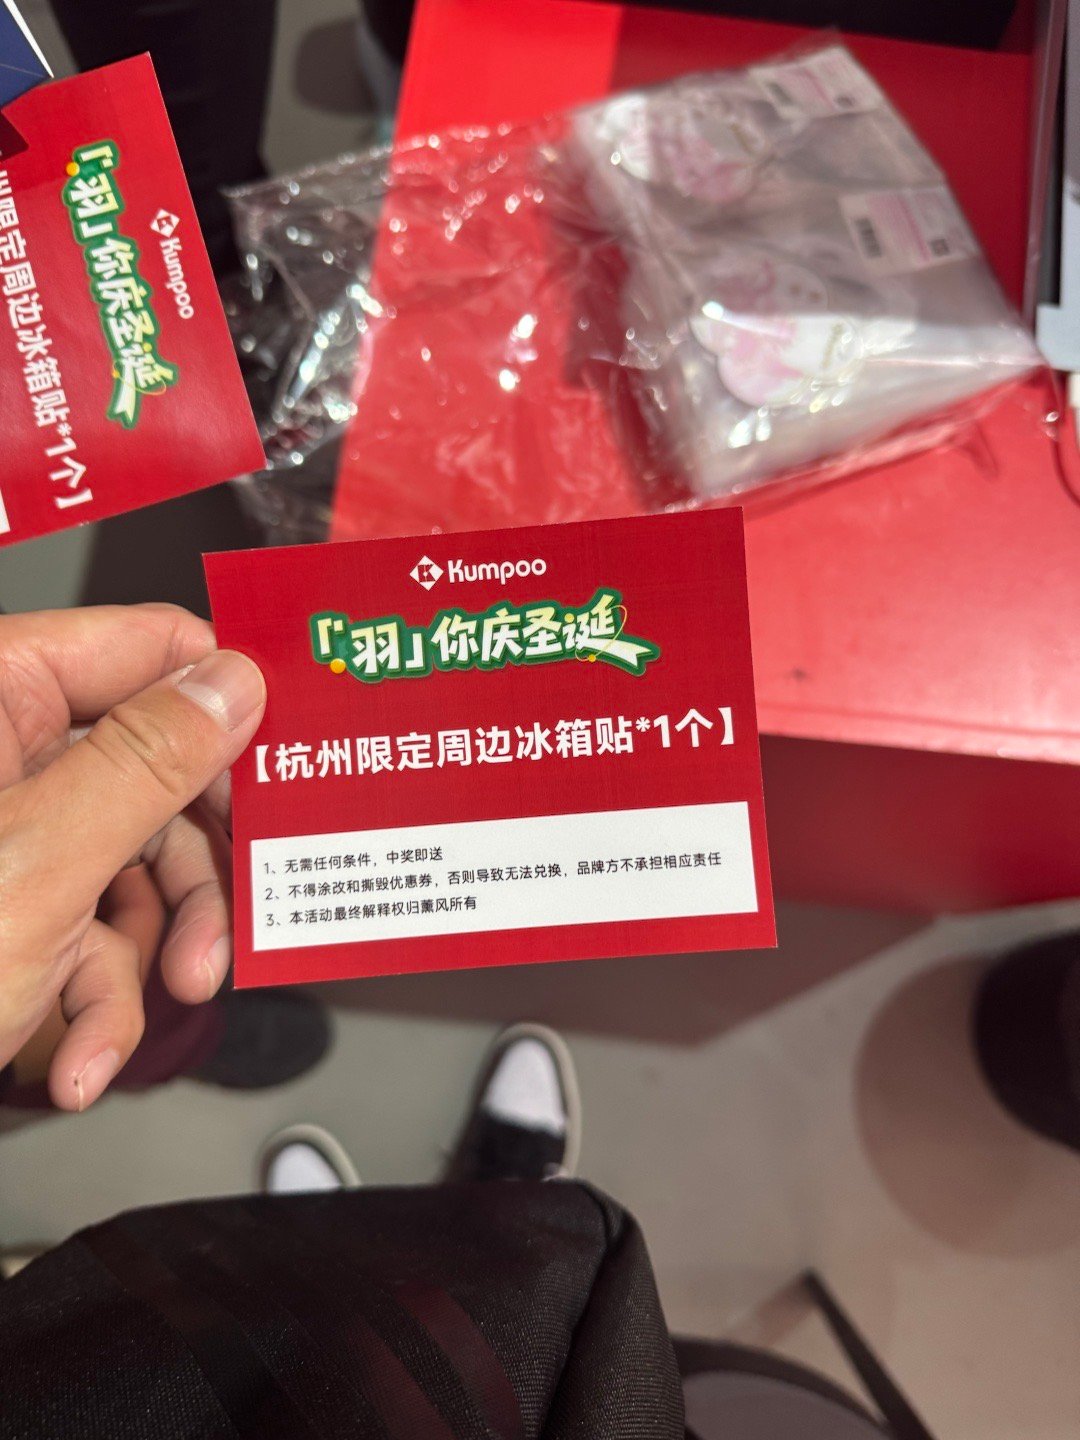 Kumpoo
「羽」你庆圣诞
州限定周边冰箱贴*1个】
Kumpoo
「羽」你庆圣诞
【杭州限定周边冰箱贴*1个】
1、无需任何条件，中奖即送
2、不得涂改和撕毁优惠券，否则导致无法兑换，品牌方不承担相应责任
3、本活动最终解释权归薰风所有